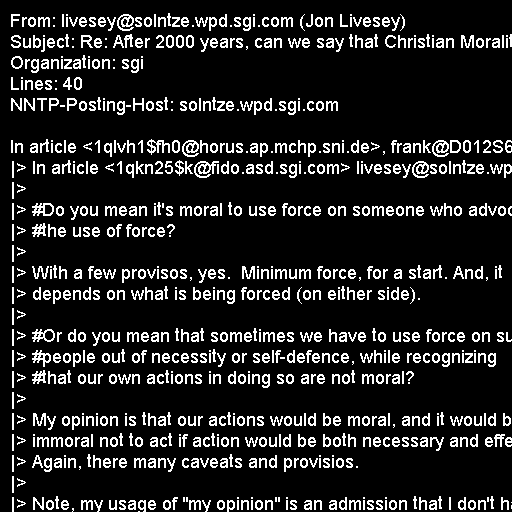 From: livesey@solntze.wpd.sgi.com (Jon Livesey)
Subject: Re: After 2000 years, can we say that Christian Moralit
Organization: sgi
Lines: 40
NNTP-Posting-Host: solntze.wpd.sgi.com

In article <1qlvh1$fh0@horus.ap.mchp.sni.de>, frank@D012S6
|> In article <1qkn25$k@fido.asd.sgi.com> livesey@solntze.wp
|>
|> #Do you mean it's moral to use force on someone who advoc
|> #the use of force?
|>
|> With a few provisos, yes.  Minimum force, for a start. And, it
|> depends on what is being forced (on either side).
|>
|> #Or do you mean that sometimes we have to use force on su
|> #people out of necessity or self-defence, while recognizing
|> #that our own actions in doing so are not moral?
|>
|> My opinion is that our actions would be moral, and it would b
|> immoral not to act if action would be both necessary and effe
|> Again, there many caveats and provisios.
|>
|> Note, my usage of "my opinion" is an admission that I don't ha